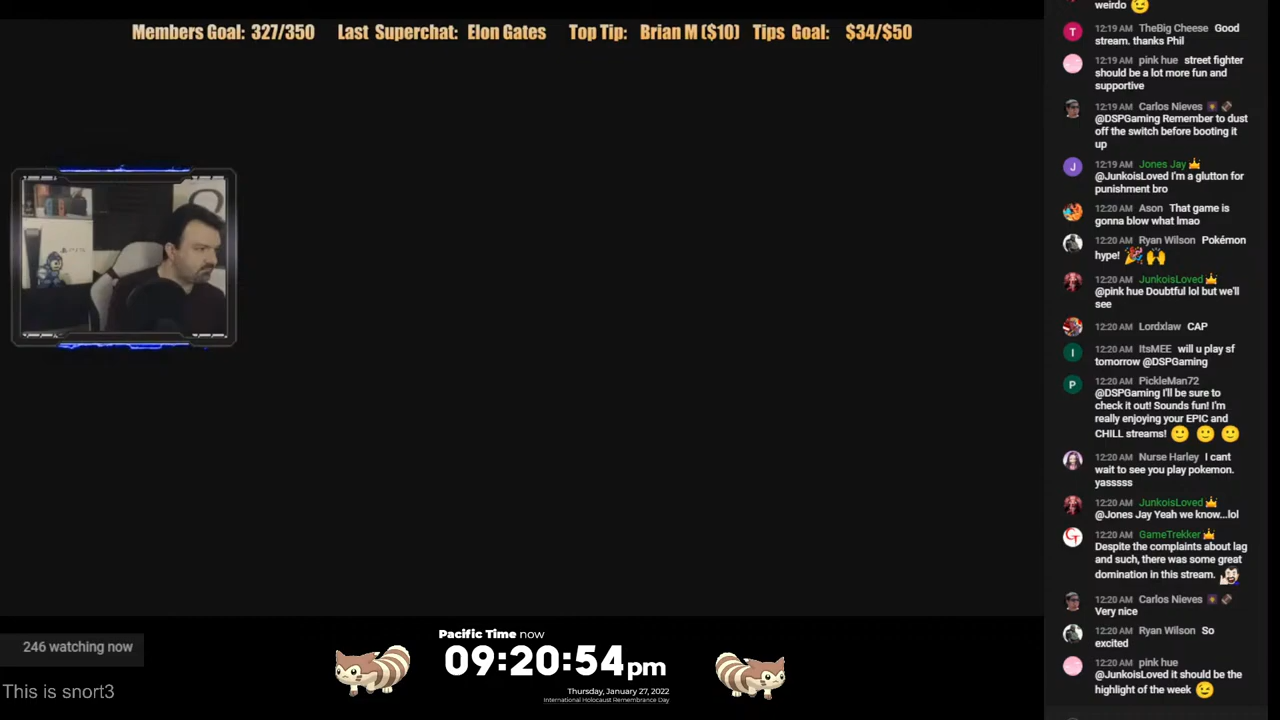 Members Goal: 327/350 Last Superchat: Elon Gates Top Tip: Brian M ($10) Tips Goal: $34/$50
weirdo
12:19 AM TheBig Cheese Good
stream. thanks Phil
12:19 AM pink hue street fighter
should be a lot more fun and
supportive
12:19 AM Carlos Nieves
@DSPGaming Remember to dust
off the switch before booting it
up
12:19 AM Jones Jay
@JunkoisLoved I'm a glutton for
punishment bro
12:20 AM Ason That game is
gonna blow what lmao
12:20 AM Ryan Wilson Pokémon
hype!
12:20 AM JunkoisLoved
@pink hue Doubtful lol but we'll
see
12:20 AM Lordxlaw CAP
12:20 AM ItsMEE will u play sf
tomorrow @DSPGaming
12:20 AM PickleMan72
@DSPGaming I'll be sure to
check it out! Sounds fun! I'm
really enjoying your EPIC and
CHILL streams!
12:20 AM Nurse Harley I cant
wait to see you play pokemon.
yasssss
12:20 AM JunkoisLoved
@Jones Jay Yeah we know...lol
12:20 AM GameTrekker
Despite the complaints about lag
and such, there was some great
domination in this stream.
12:20 AM Carlos Nieves
Very nice
12:20 AM Ryan Wilson So
excited
12:20 AM pink hue
@JunkoisLoved it should be the
highlight of the week
PS5
246 watching now
This is snort3
Pacific Time now
09:20:54pm
Thursday, January 27, 2022
International Holocaust Remembrance Day